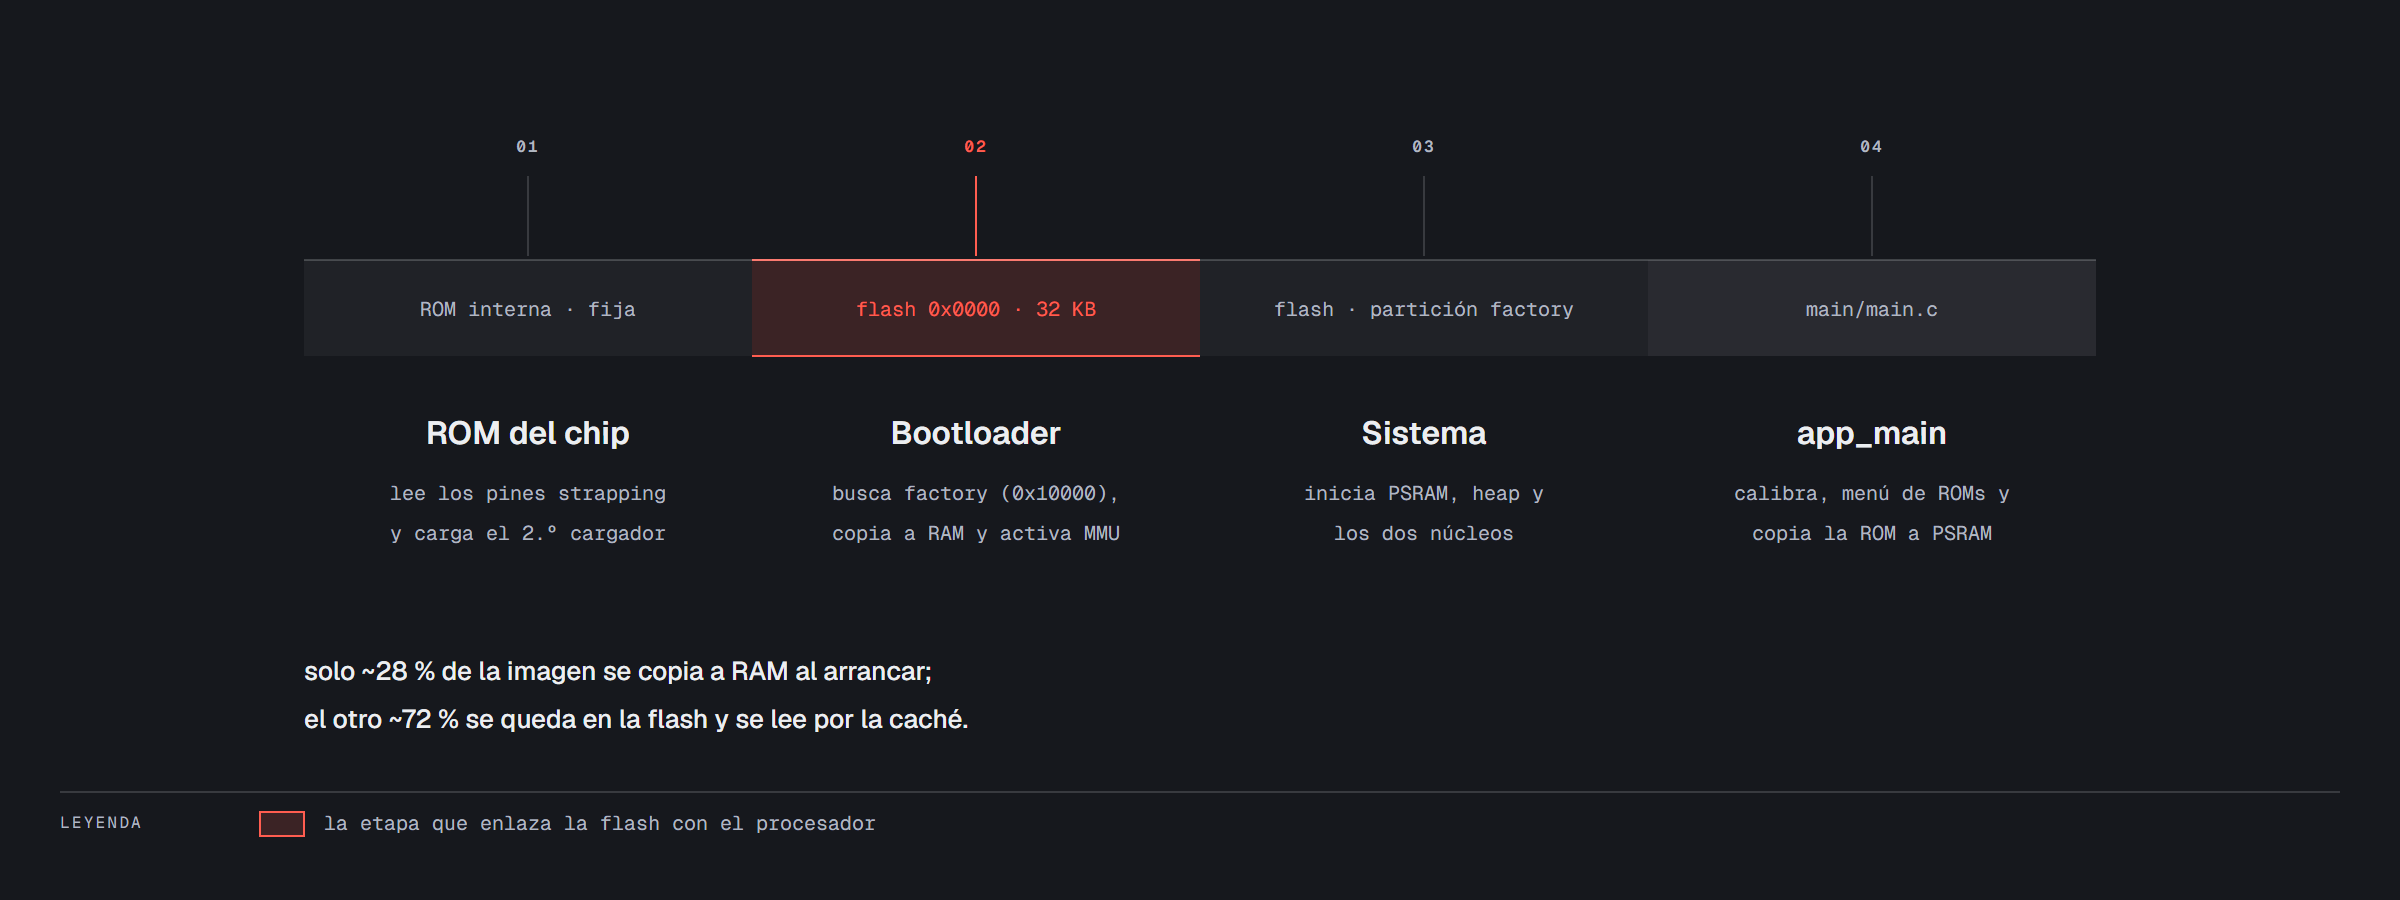 01
02
03
04
ROM interna · fija
flash 0x0000 · 32 KB
flash · partición factory
main/main.c
ROM del chip
lee los pines strapping
y carga el 2.º cargador
Bootloader
busca factory (0x10000),
copia a RAM y activa MMU
Sistema
inicia PSRAM, heap y
los dos núcleos
app_main
calibra, menú de ROMs y
copia la ROM a PSRAM
solo ~28 % de la imagen se copia a RAM al arrancar;
el otro ~72 % se queda en la flash y se lee por la caché.
LEYENDA
la etapa que enlaza la flash con el procesador